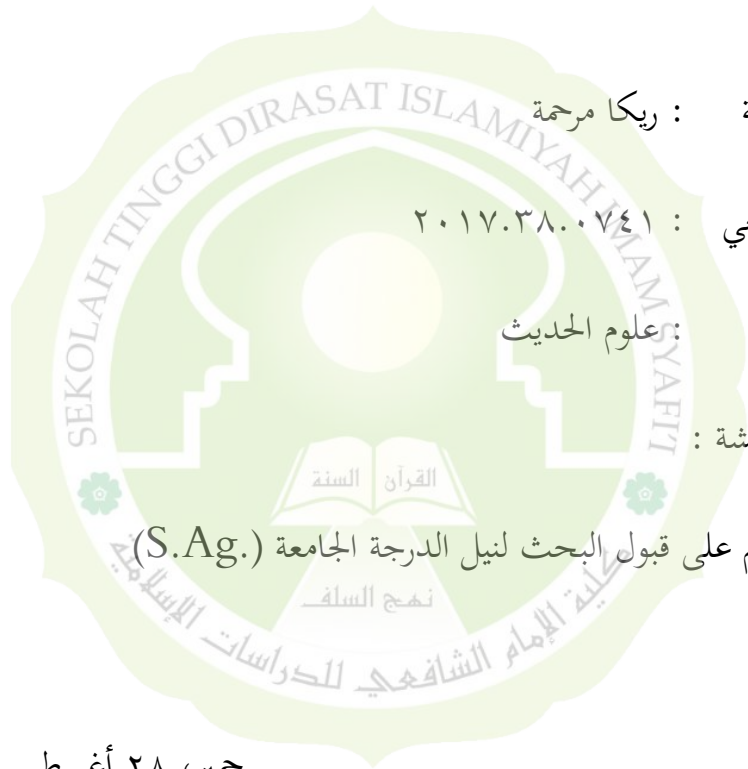 ة : ريكا مرحمة
ي : ٢٠١٧.٣٨.٠٧٤١
: علوم الحديث
شة :
م على قبول البحث لنيل الدرجة الجامعة (S.Ag.)
٢٨
SEKOLAH TINGGI DIRASAT ISLAMIYAH IMAM SYAFI'I
القرآن السنة
نهج السلف
كلية الإمام الشافعي للدراسات الإسلامية